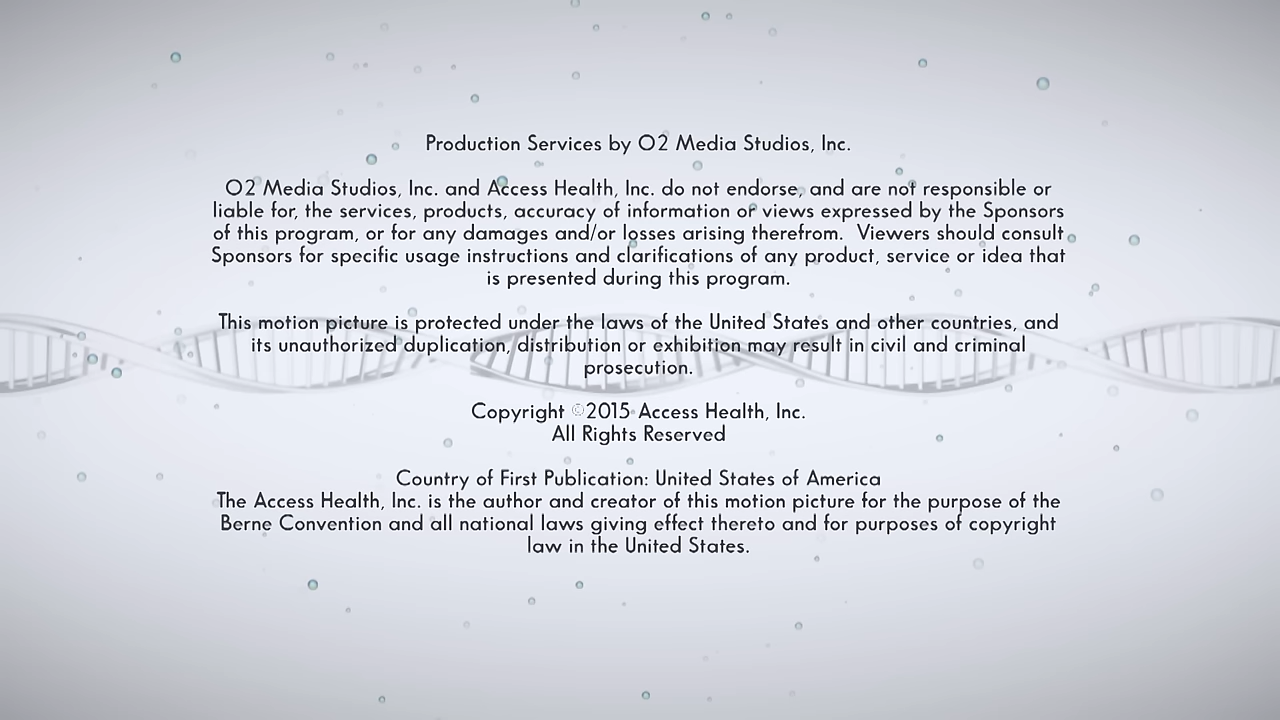 Production Services by O2 Media Studios, Inc.
O2 Media Studios, Inc. and Access Health, Inc. do not endorse, and are not responsible or
liable for, the services, products, accuracy of information or views expressed by the Sponsors
of this program, or for any damages and/or losses arising therefrom.  Viewers should consult
Sponsors for specific usage instructions and clarifications of any product, service or idea that
is presented during this program.
This motion picture is protected under the laws of the United States and other countries, and
its unauthorized duplication, distribution or exhibition may result in civil and criminal
prosecution.
Copyright ©2015 Access Health, Inc.
All Rights Reserved
Country of First Publication: United States of America
The Access Health, Inc. is the author and creator of this motion picture for the purpose of the
Berne Convention and all national laws giving effect thereto and for purposes of copyright
law in the United States.